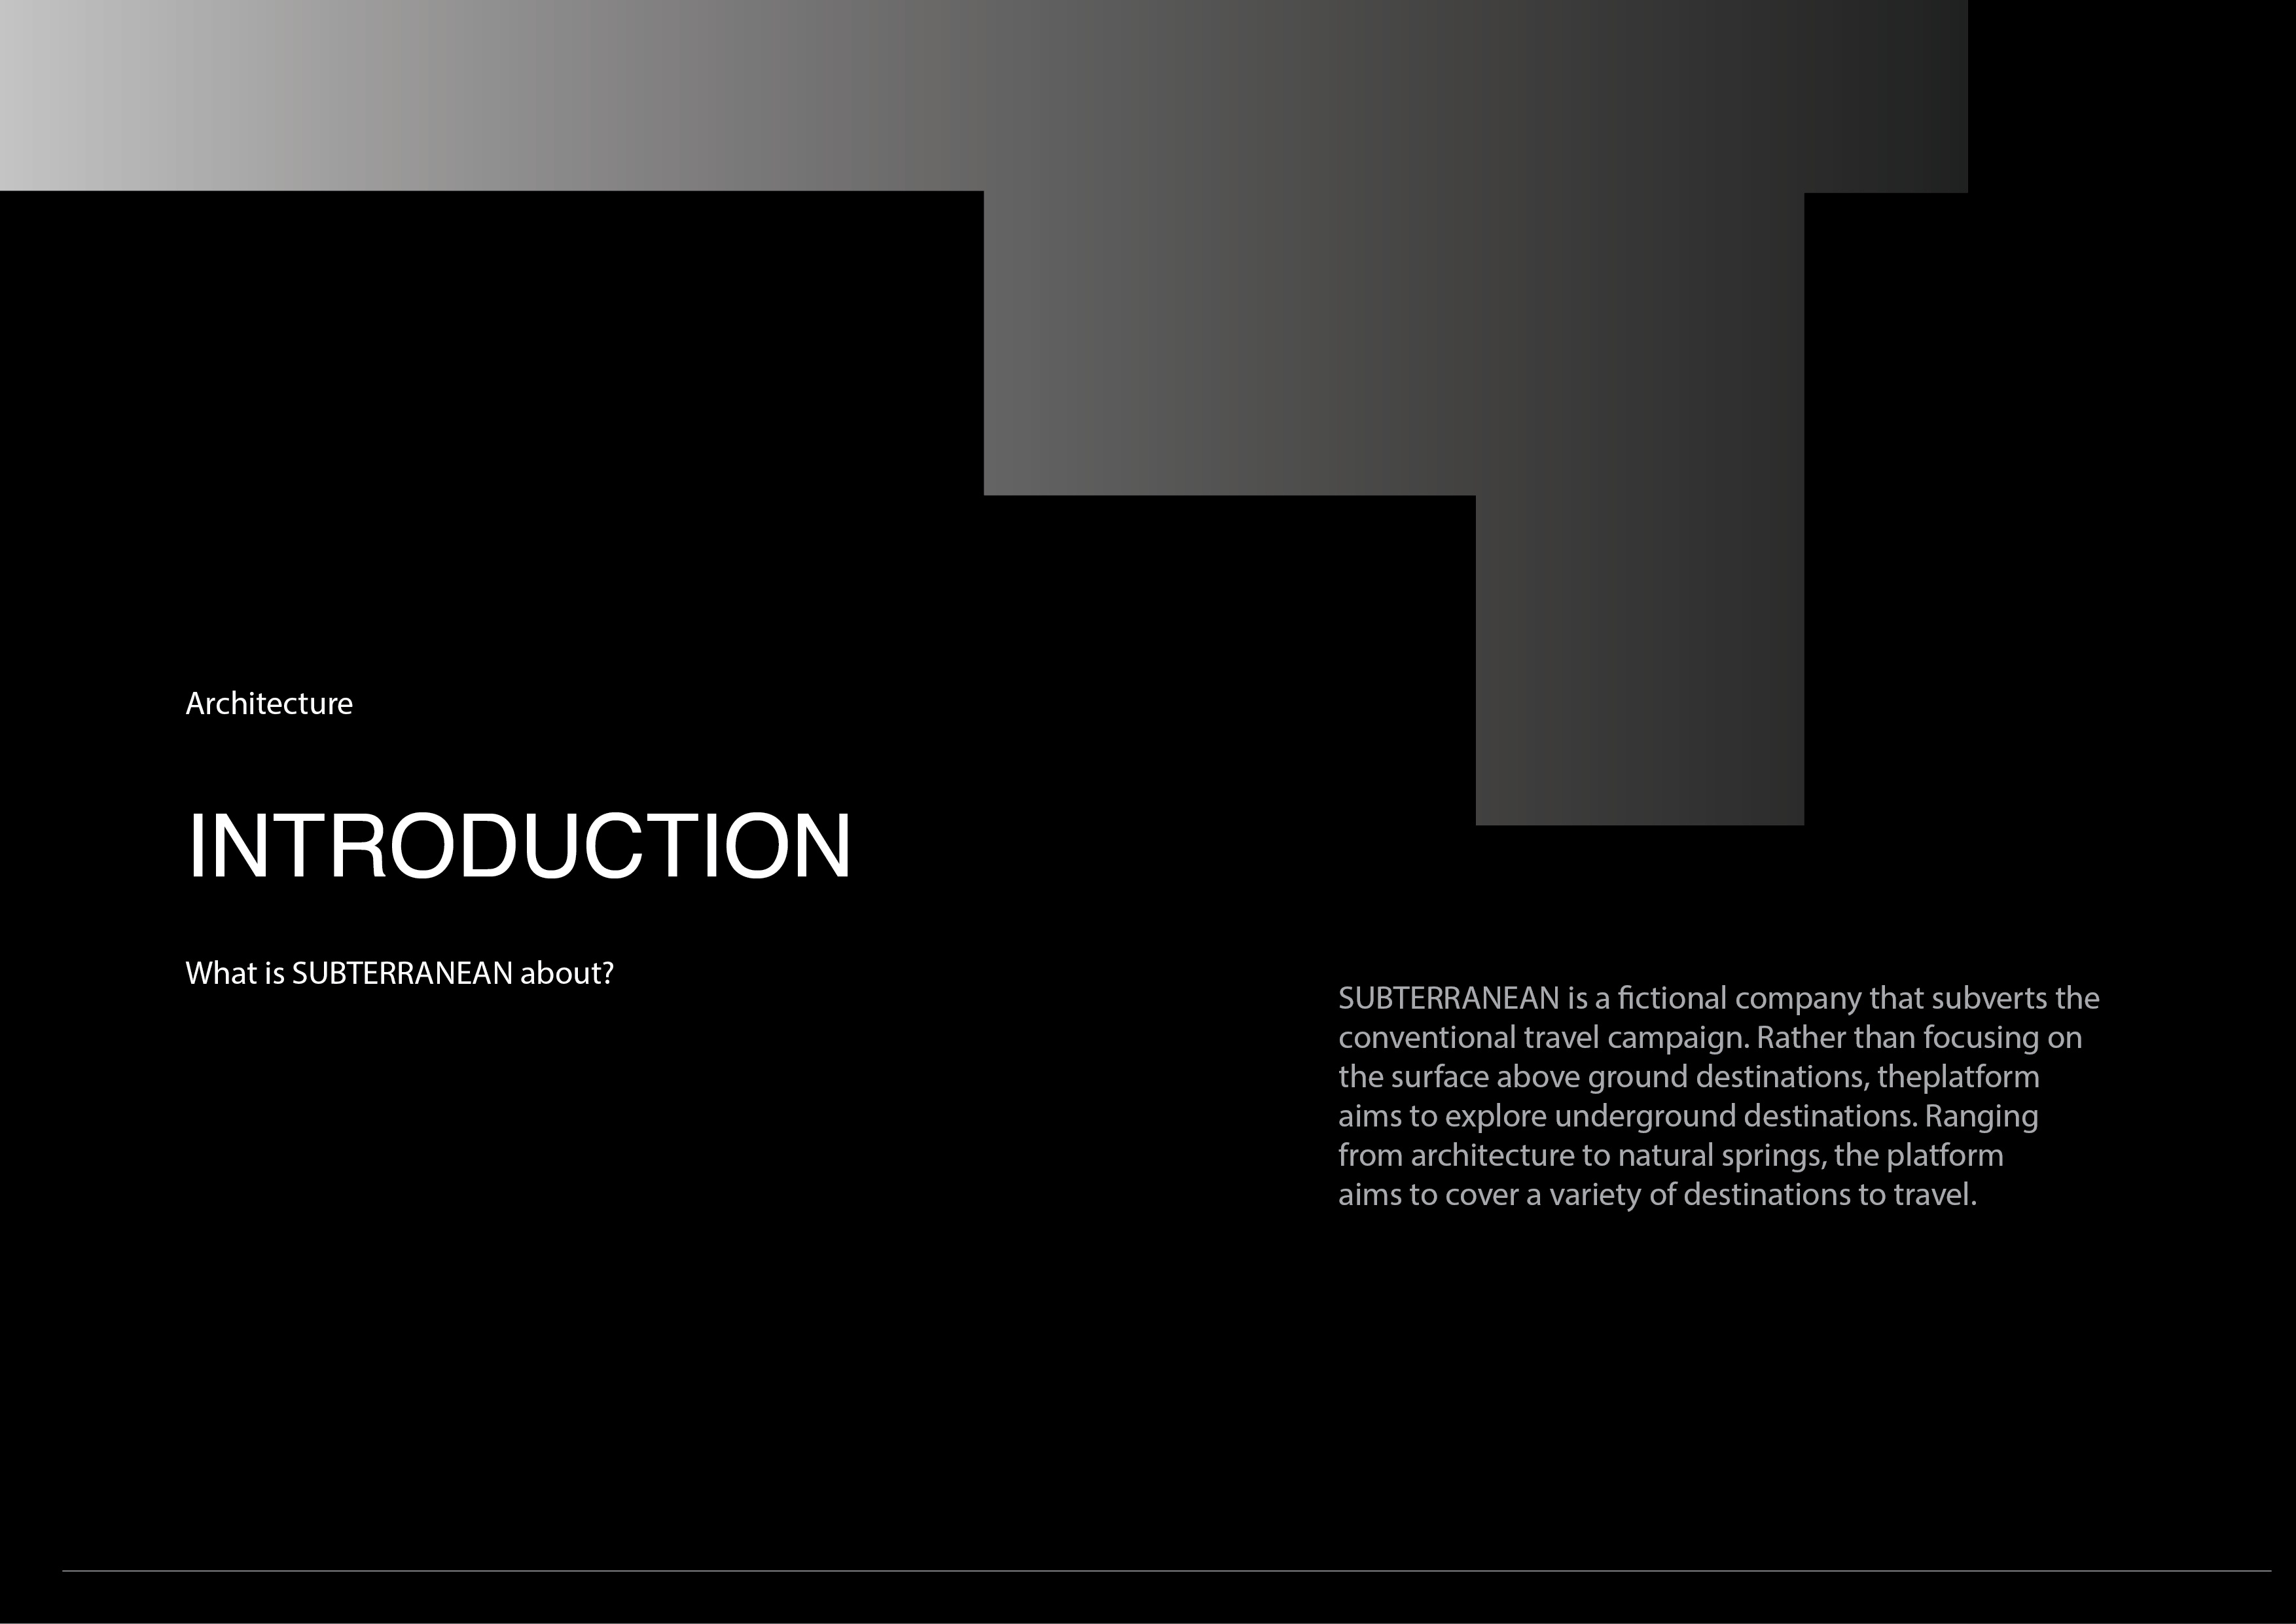 Architecture
INTRODUCTION
What is SUBTERRANEAN about?
SUBTERRANEAN is a fictional company that subverts the
conventional travel campaign. Rather than focusing on
the surface above ground destinations, theplatform
aims to explore underground destinations. Ranging
from architecture to natural springs, the platform
aims to cover a variety of destinations to travel.